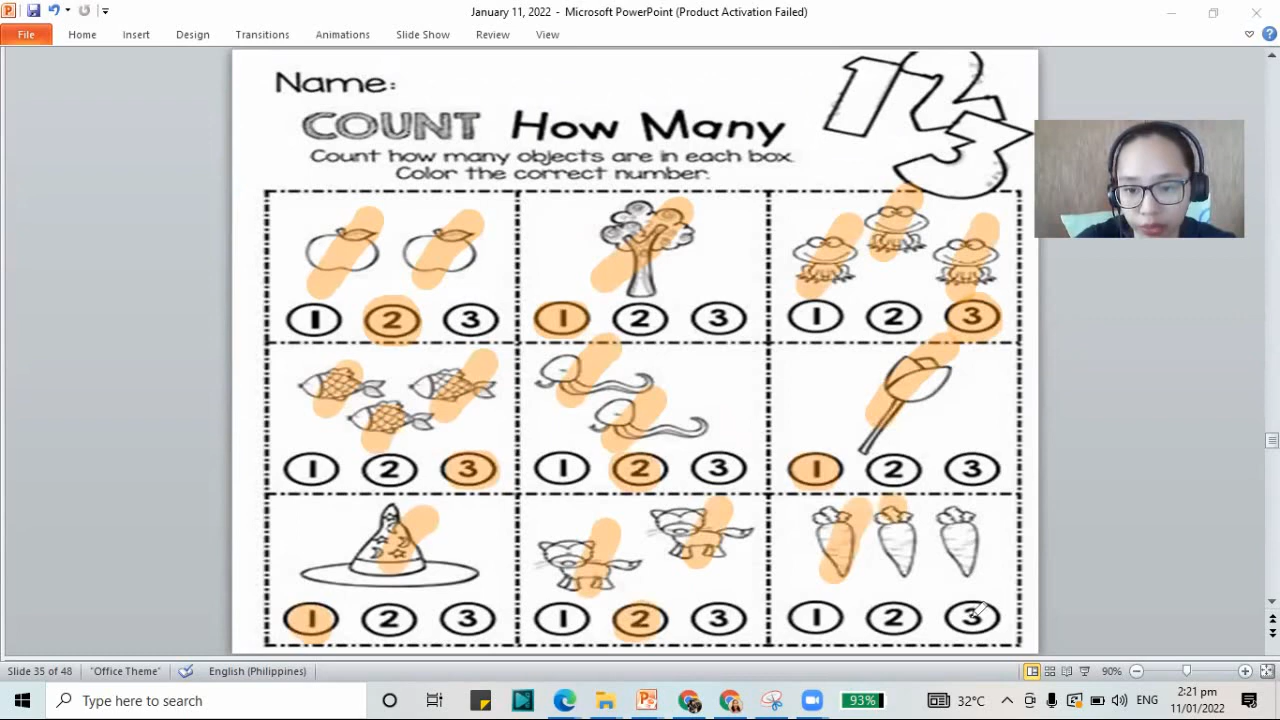 January 11, 2022 - Microsoft PowerPoint (Product Activation Failed)
File Home Insert Design Transitions Animations Slide Show Review View
Name:
1 2 3
COUNT How Many
Count how many objects are in each box.
Color the correct number.
1 2 3 1 2 3 1 2 3
1 2 3 1 2 3 1 2 3
1 2 3 1 2 3 1 2 3
Slide 35 of 48 "Office Theme" English (Philippines) 90%
Type here to search 93% 32°C ENG 2:21 pm
11/01/2022